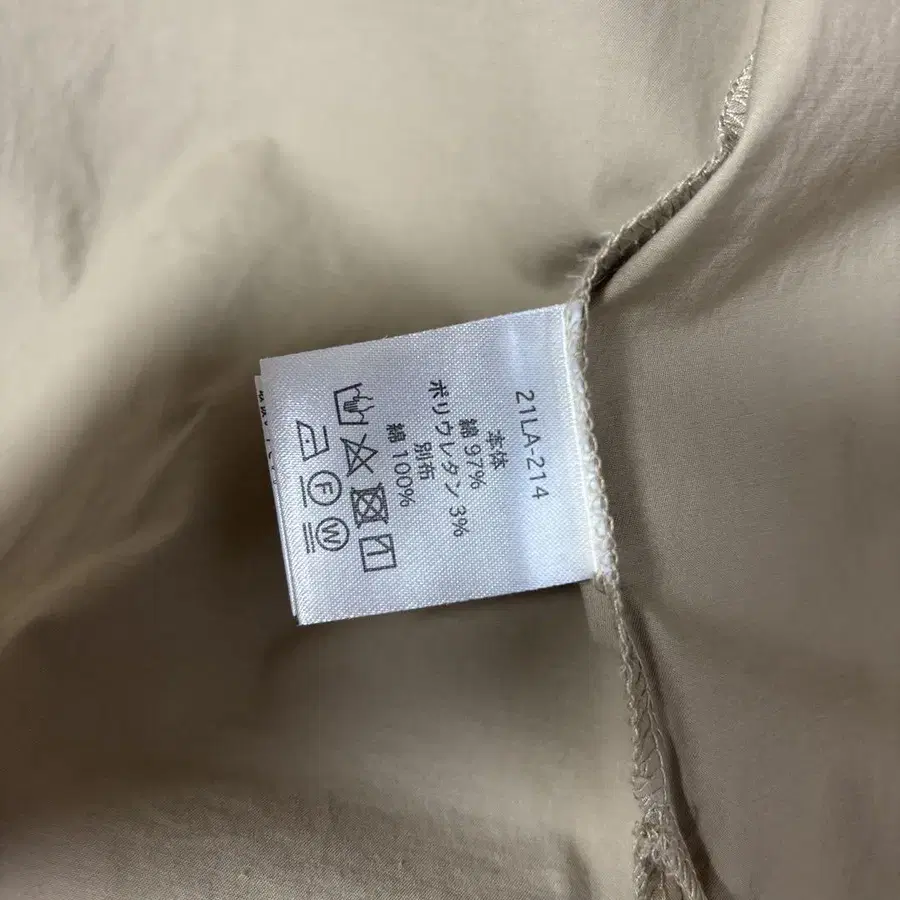 21LA-214
本体
綿 97%
ポリウレタン 3%
別布
綿 100%
F W